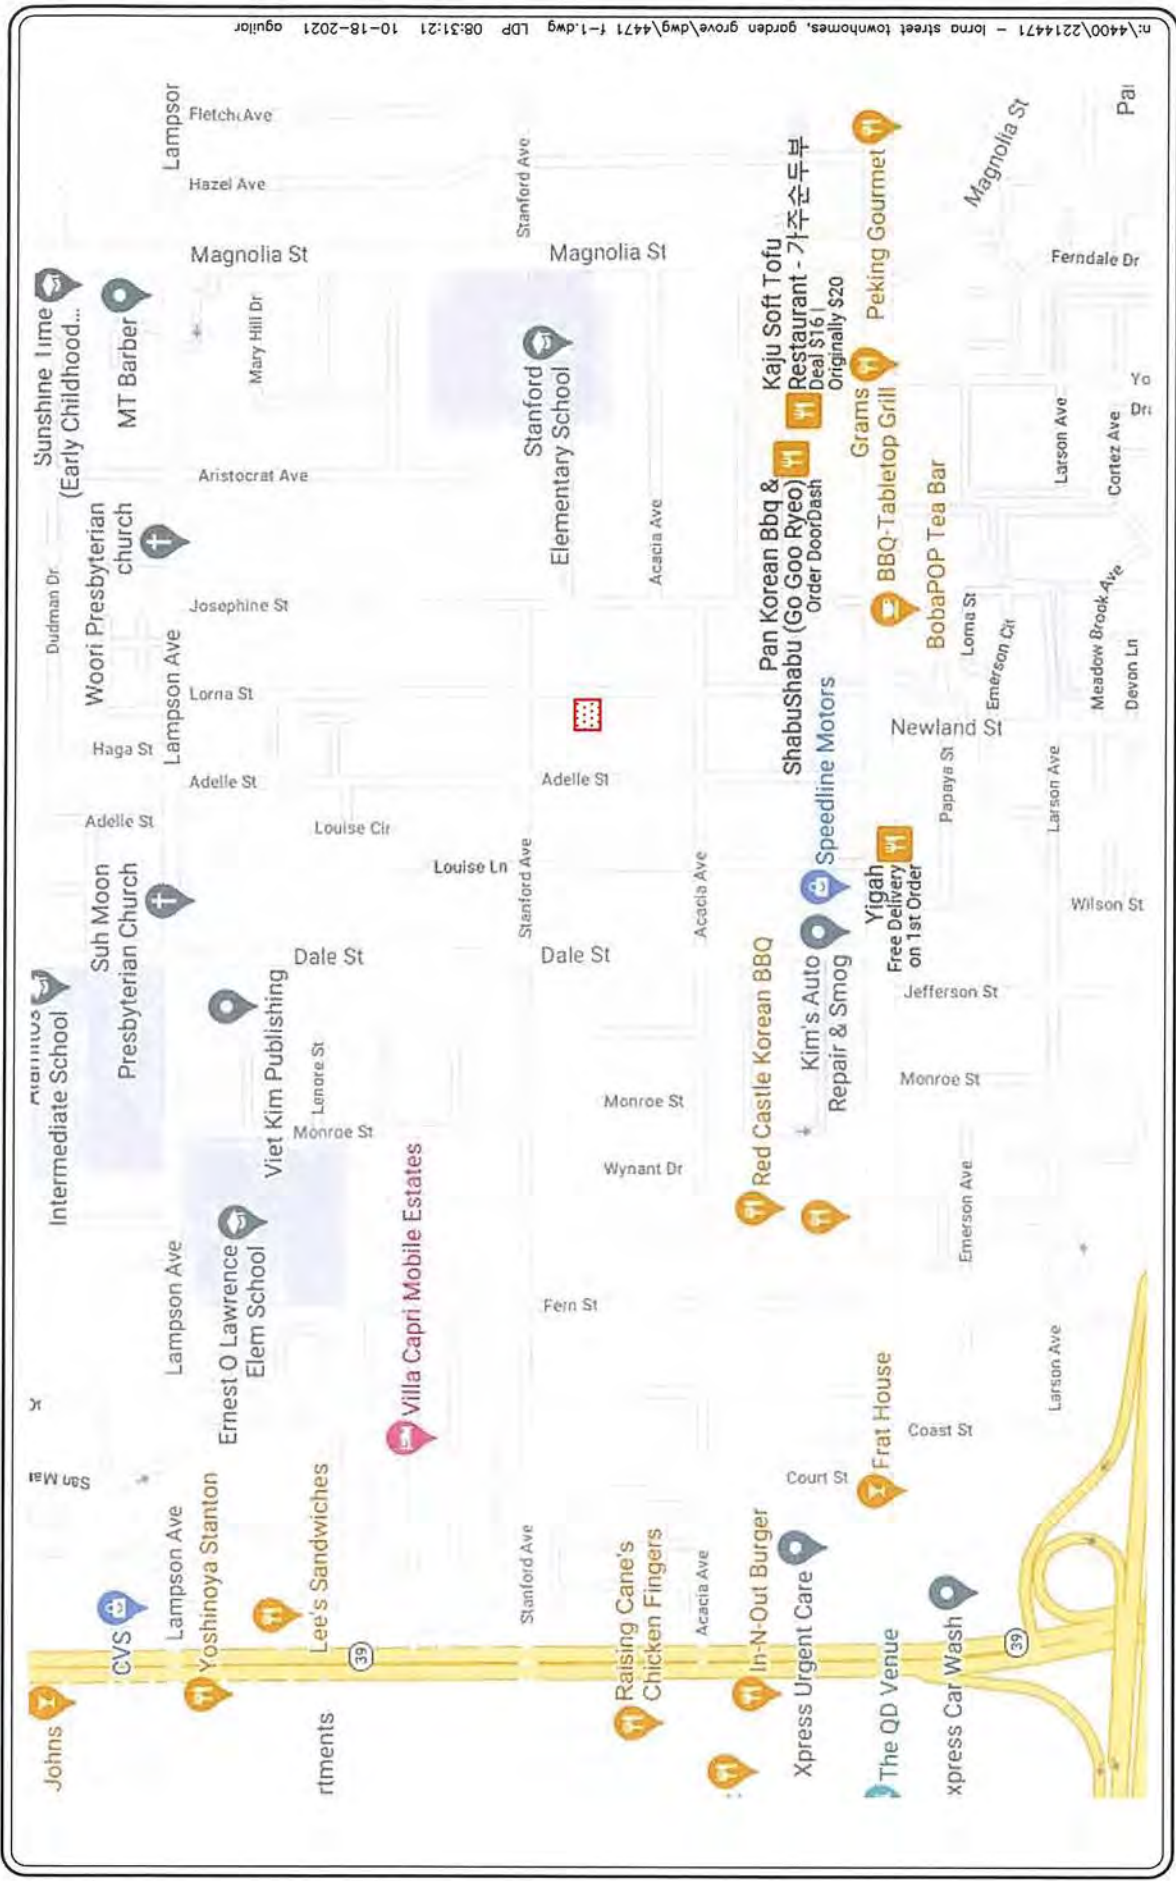 Johns
Intermediate School
Sunshine Time
(Early Childhood...
Dudman Dr
San Mar
CVS
Suh Moon
Presbyterian Church
Adelle St
Haga St
Woori Presbyterian
church
MT Barber
Lampson Ave
Lampson Ave
Lampson Ave
Lampsor
Yoshinoya Stanton
Ernest O Lawrence
Elem School
Viet Kim Publishing
Adelle St
Lorna St
Josephine St
Aristocrat Ave
Mary Hill Dr
Magnolia St
Hazel Ave
Fletch Ave
rtments
Lee's Sandwiches
39
Monroe St
Lenore St
Dale St
Louise Cir
Villa Capri Mobile Estates
Louise Ln
Stanford Ave
Stanford Ave
Stanford Ave
Fern St
Dale St
Adelle St
Stanford
Elementary School
Magnolia St
Raising Cane's
Chicken Fingers
Wynant Dr
Monroe St
Acacia Ave
Acacia Ave
Acacia Ave
In-N-Out Burger
Red Castle Korean BBQ
Pan Korean Bbq &
ShabuShabu (Go Goo Ryeo)
Order DoorDash
Kaju Soft Tofu
Restaurant - 가주순두부
Deal $16 |
Originally $20
Xpress Urgent Care
Court St
Kim's Auto
Repair & Smog
Speedline Motors
The QD Venue
Frat House
Yigah
Free Delivery
on 1st Order
Grams
BBQ-Tabletop Grill
Peking Gourmet
BobaPOP Tea Bar
Coast St
Monroe St
Jefferson St
Newland St
xpress Car Wash
Emerson Ave
Papaya St
Lorna St
Emerson Cir
Magnolia St
39
Larson Ave
Larson Ave
Larson Ave
Wilson St
Ferndale Dr
Meadow Brook Ave
Devon Ln
Cortez Ave
Yo
Dra
Pai
n:\4400\2214471 - lorna street townhomes, garden grove\dwg\4471 f-1.dwg LDP 08:31:21 10-18-2021 aguilar